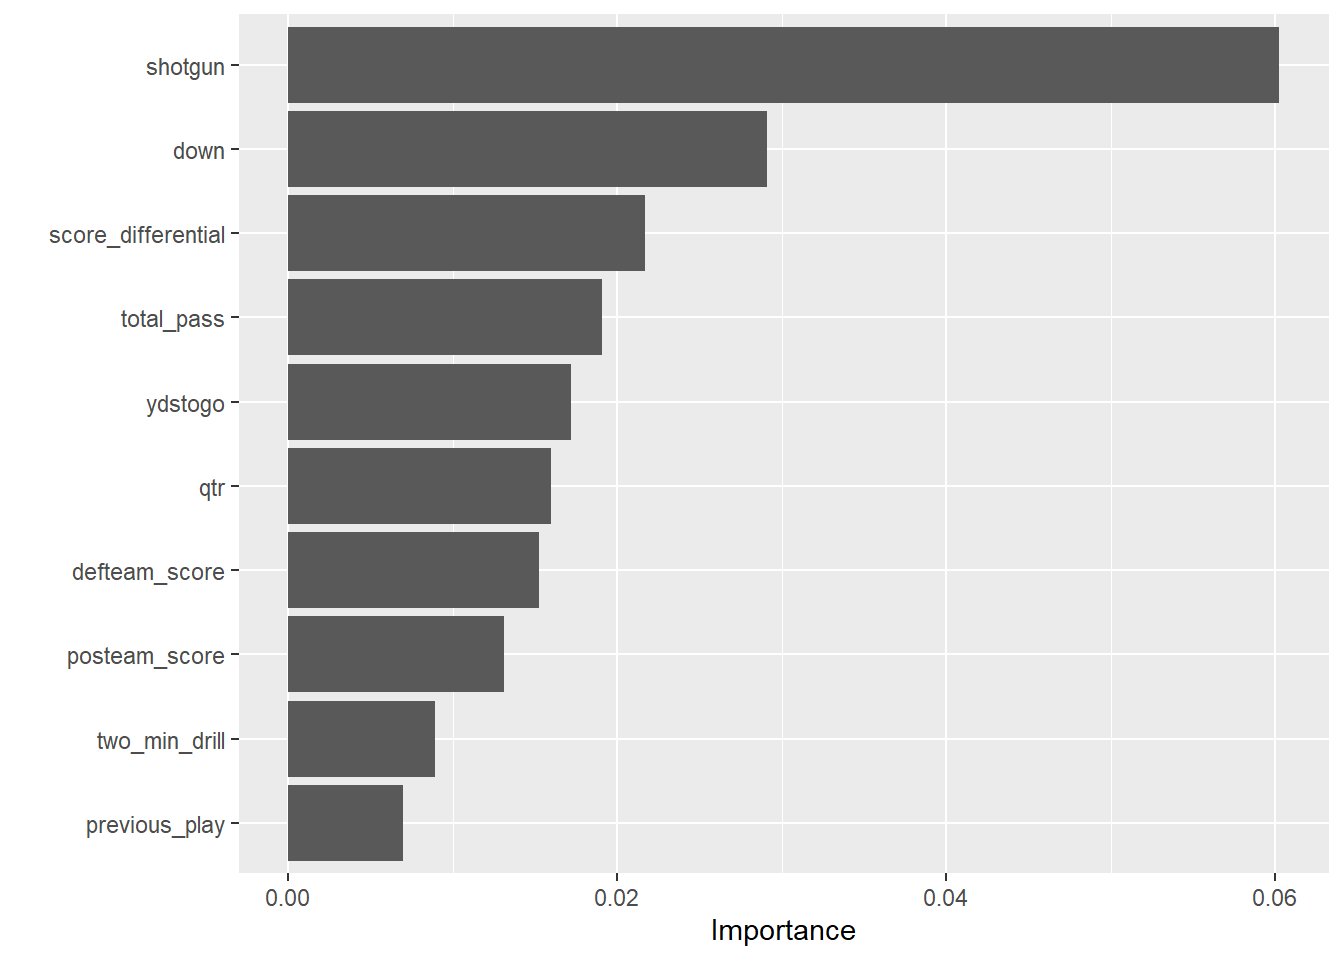 shotgun
down
score_differential
total_pass
ydstogo
qtr
defteam_score
posteam_score
two_min_drill
previous_play
0.00 0.02 0.04 0.06
Importance